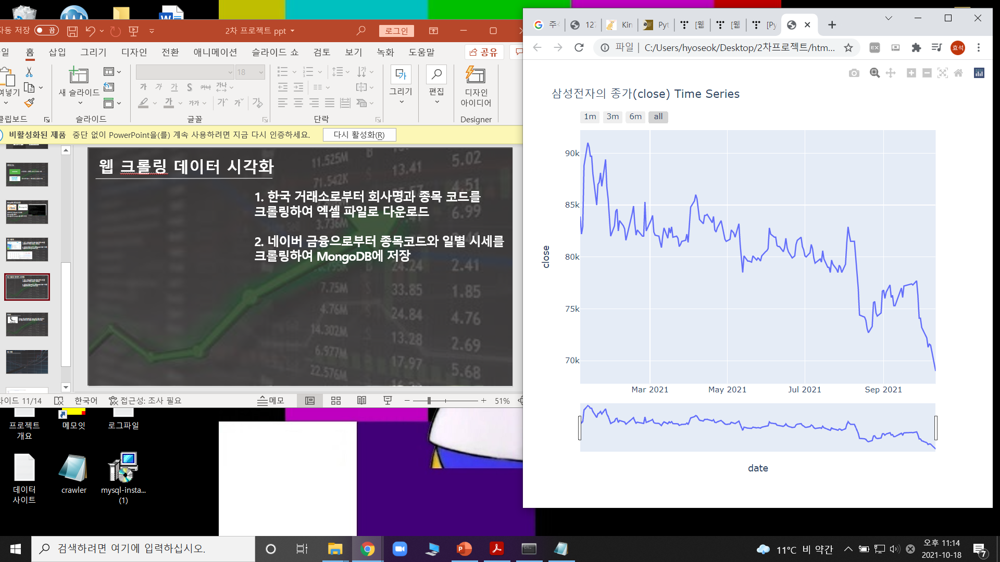 자동 저장 끔
2차 프로젝트 ppt
로그인
홈 삽입 그리기 디자인 전환 애니메이션 슬라이드 쇼 검토 보기 녹화 도움말
공유
18
새 슬라이드
가 가 가 S
그리기
편집
디자인
아이디어
슬라이드
글꼴
단락
Designer
비활성화된 제품 중단 없이 PowerPoint을(를) 계속 사용하려면 지금 다시 인증하세요.
다시 활성화(R)
웹 크롤링 데이터 시각화
1. 한국 거래소로부터 회사명과 종목 코드를
크롤링하여 엑셀 파일로 다운로드
2. 네이버 금융으로부터 종목코드와 일별 시세를
크롤링하여 MongoDB에 저장
11.525M
13.41
5.02
71.542K
4.51
3.736M
6.99
24.24
2.41
7.75M
33.85
1.85
4.76M
24.84
4.76
14.302M
13.28
2.69
6.977M
17.97
5.68
22.576M
라이드 11/14
한국어
접근성: 조사 필요
메모
51%
프로젝트
개요
메모잇
로그파일
데이터
사이트
crawler
mysql-insta...
(1)
127
Kin
Pyt
[웹
[웹
[Py
파일 | C:/Users/hyoseok/Desktop/2차프로젝트/htm...
EX
효석
삼성전자의 종가(close) Time Series
1m 3m 6m all
90k
85k
80k
75k
70k
close
Mar 2021 May 2021 Jul 2021 Sep 2021
date
검색하려면 여기에 입력하십시오.
11°C 비 약간
오후 11:14
2021-10-18
7